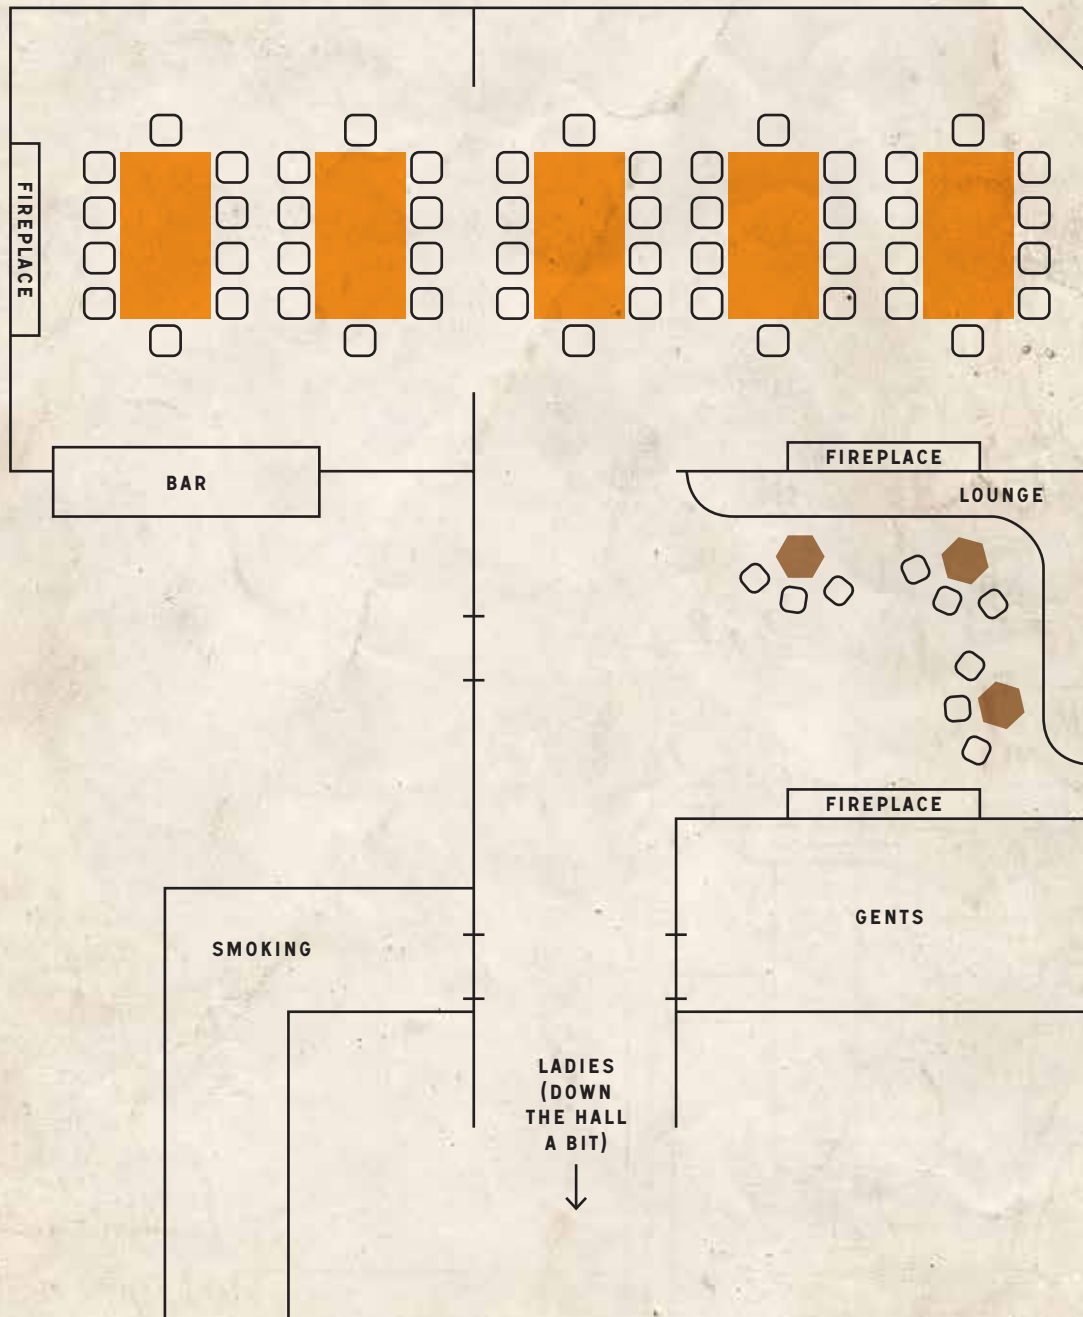 FIREPLACE
BAR
FIREPLACE
LOUNGE
FIREPLACE
GENTS
SMOKING
LADIES
(DOWN
THE HALL
A BIT)